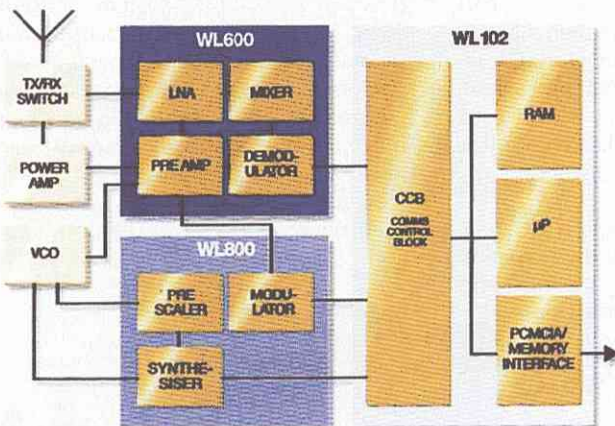 WL600
WL102
TX/RX
SWITCH
LNA
MIXER
RAM
POWER
AMP
PRE AMP
DEMOD-
ULATOR
CCB
COMMS
CONTROL
BLOCK
µP
VCO
WL800
PRE
SCALER
MODU-
LATOR
SYNTHE-
SISER
PCMCIA/
MEMORY
INTERFACE